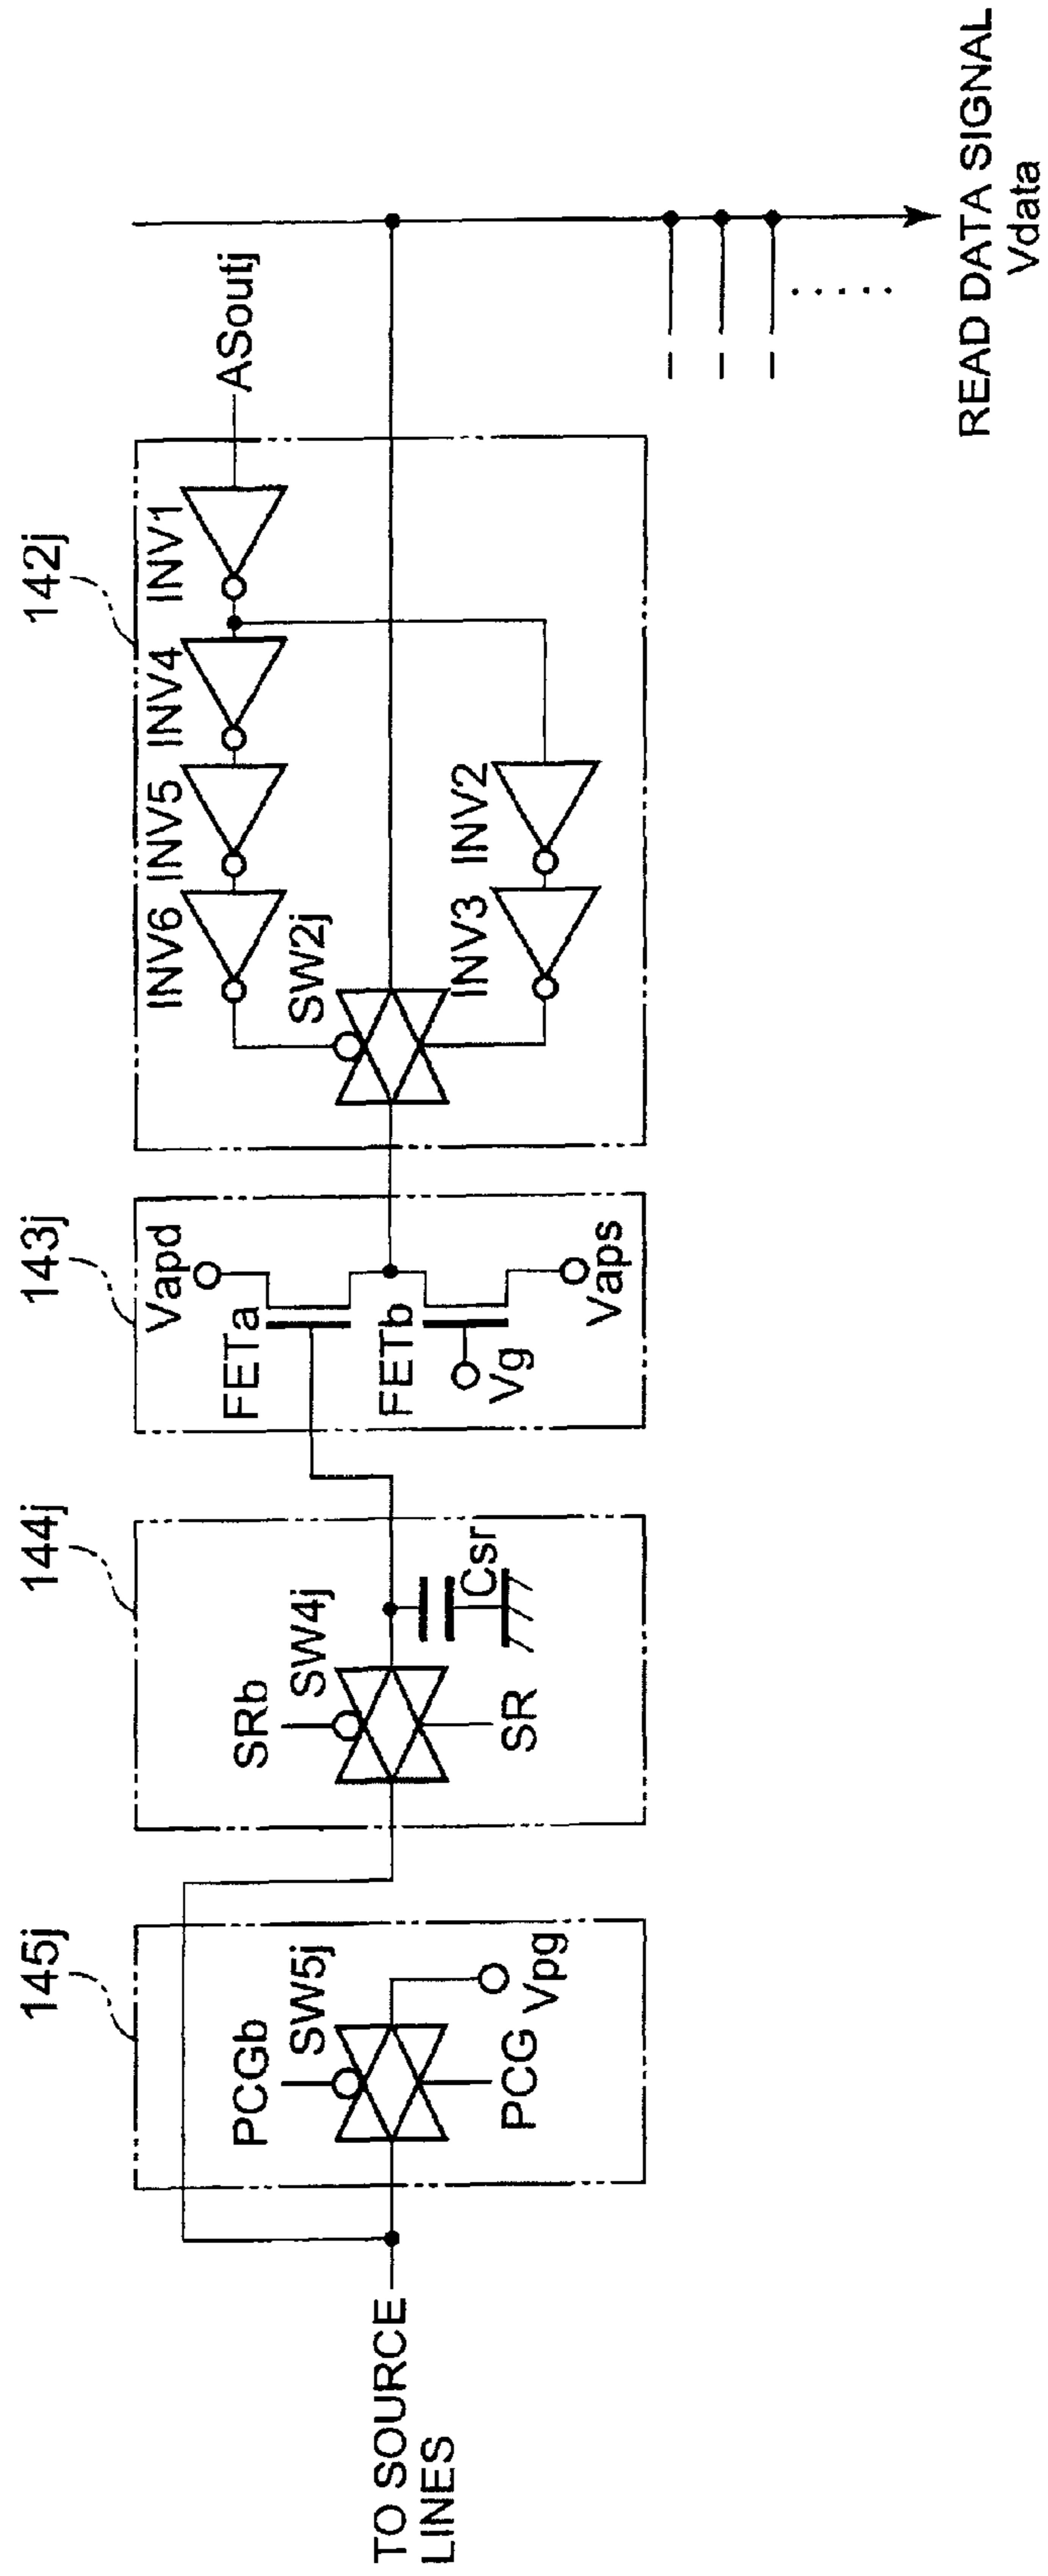 145j
144j
143j
142j
PCGb
SW5j
PCG
Vpg
SRb
SW4j
SR
Csr
Vapd
FETa
FETb
Vg
Vaps
INV6
INV5
INV4
INV1
ASoutj
SW2j
INV3
INV2
TO SOURCE
LINES
READ DATA SIGNAL
Vdata